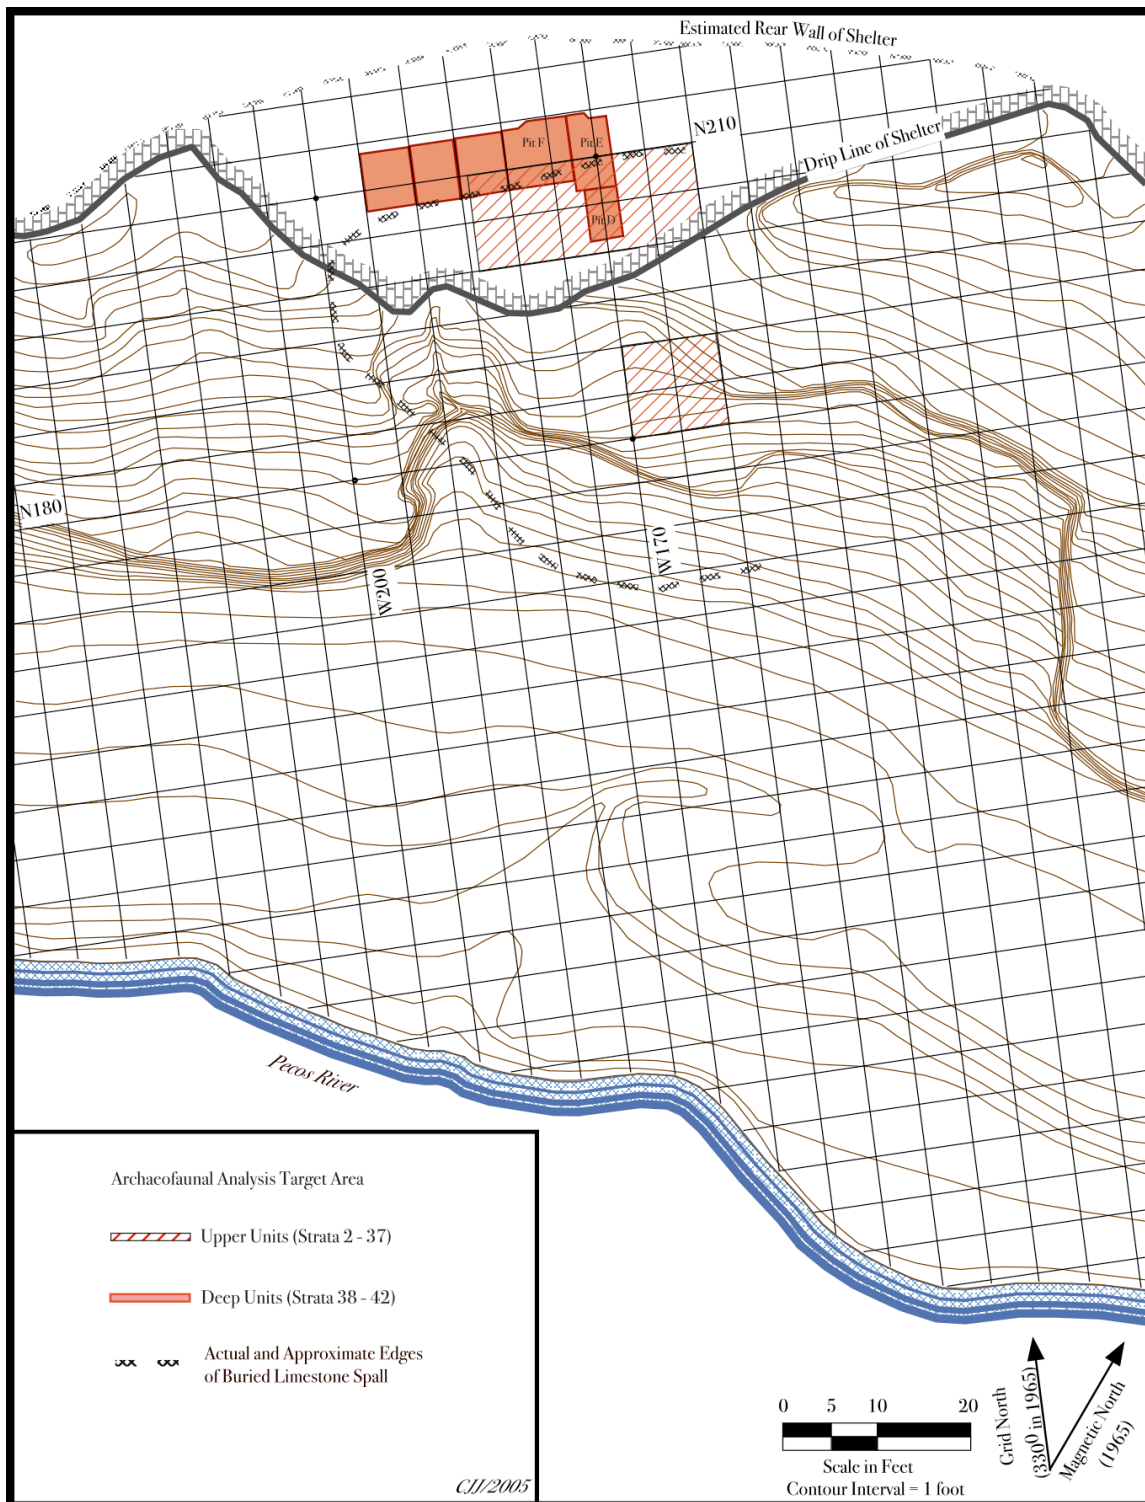 Estimated Rear Wall of Shelter
N210
Drip Line of Shelter
Pit F
Pit E
Pit D
N180
W170
W200
Pecos River
Archaeofaunal Analysis Target Area
Upper Units (Strata 2 - 37)
Deep Units (Strata 38 - 42)
Actual and Approximate Edges
of Buried Limestone Spall
CJJ/2005
0 5 10 20
Scale in Feet
Contour Interval = 1 foot
Grid North
(330⁰ in 1965)
Magnetic North
(1965)